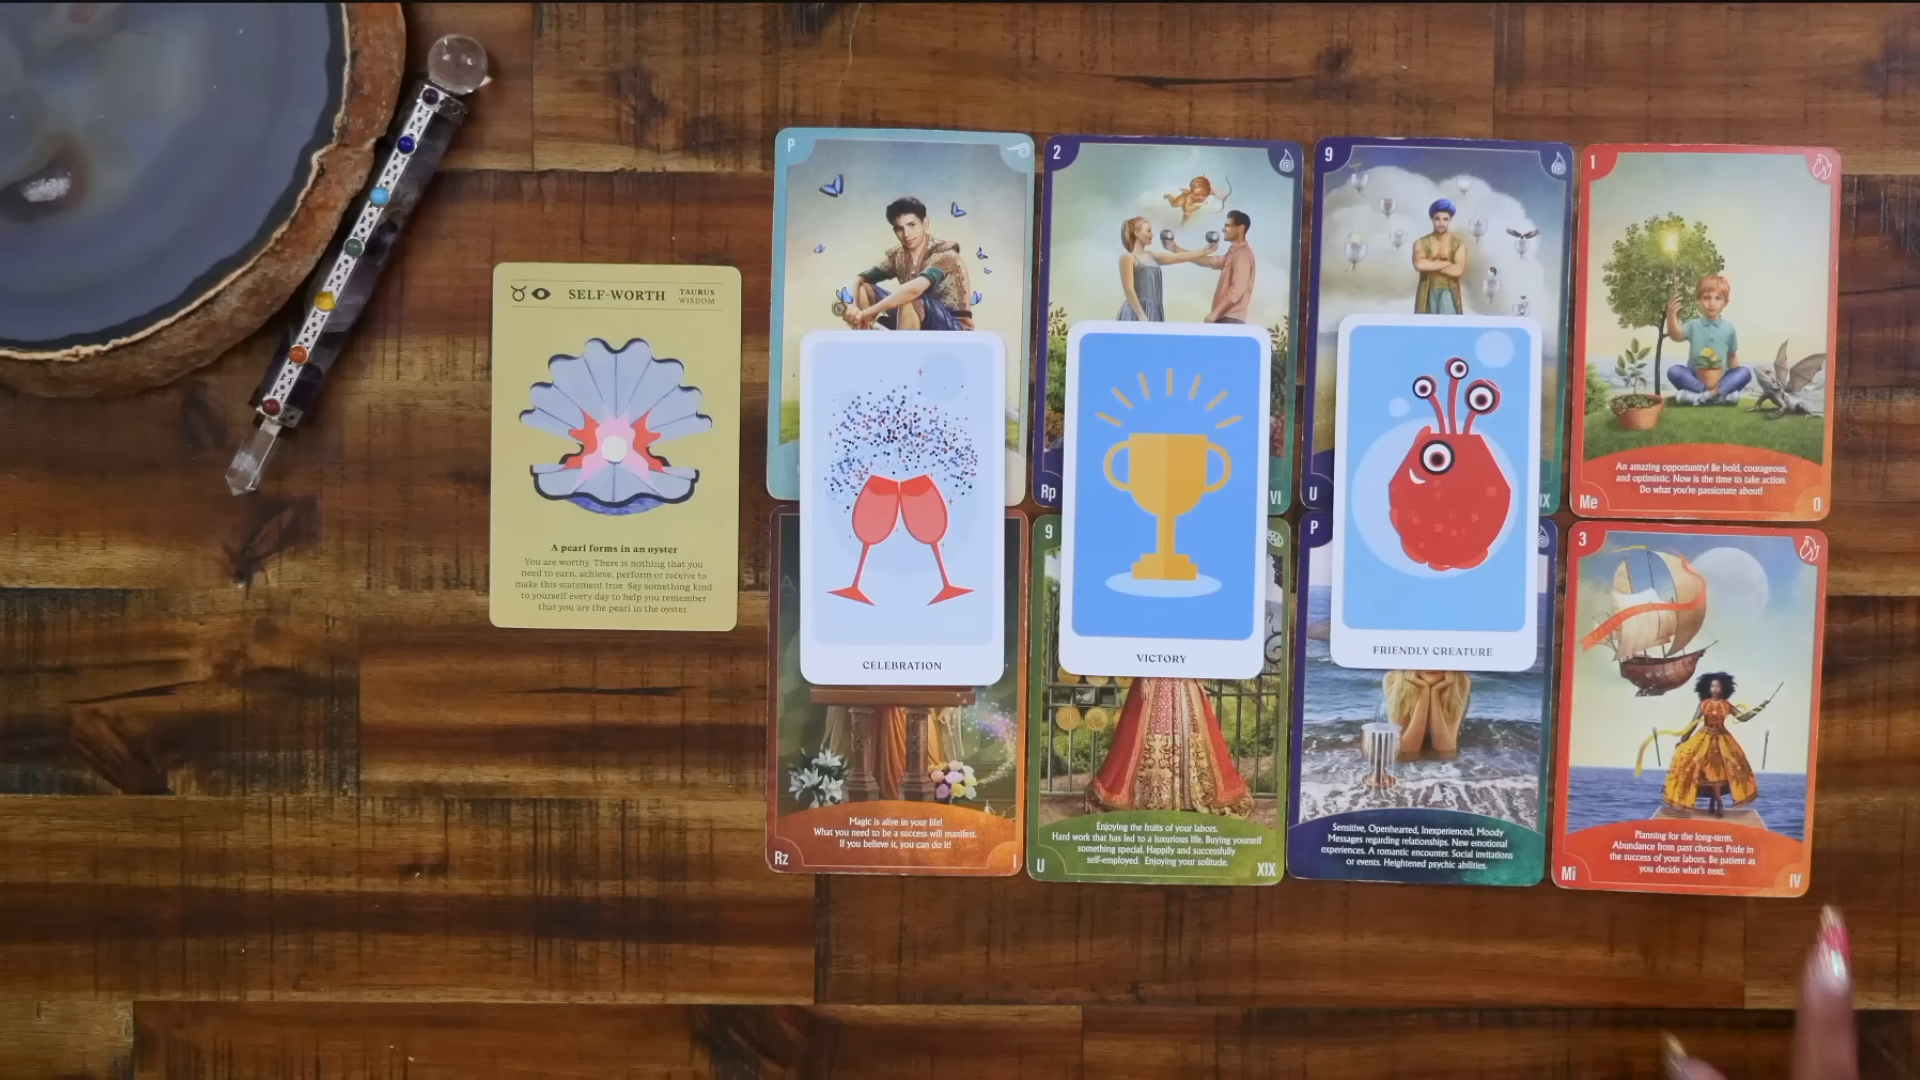 SELF-WORTH
TAURUS
WISDOM
A pearl forms in an oyster
You are worthy. There is nothing that you
need to earn, achieve, perform or receive to
make this statement true. Say something kind
to yourself every day to help you remember
that you are the pearl in the oyster.
P
2
Rp
VI
9
U
IX
1
An amazing opportunity! Be bold, courageous,
and optimistic. Now is the time to take action.
Do what you're passionate about!
Me
0
CELEBRATION
VICTORY
FRIENDLY CREATURE
Magic is alive in your life!
What you need to be a success will manifest.
If you believe it, you can do it!
Rz
I
9
Enjoying the fruits of your labors.
Hard work that has led to a luxurious life. Buying yourself
something special. Happily and successfully
self-employed. Enjoying your solitude.
U
XIX
P
Sensitive, Openhearted, Inexperienced, Moody
Messages regarding relationships. New emotional
experiences. A romantic encounter. Social invitations
or events. Heightened psychic abilities.
3
Planning for the long-term.
Abundance from past choices. Pride in
the success of your labors. Be patient as
you decide what's next.
Mi
IV